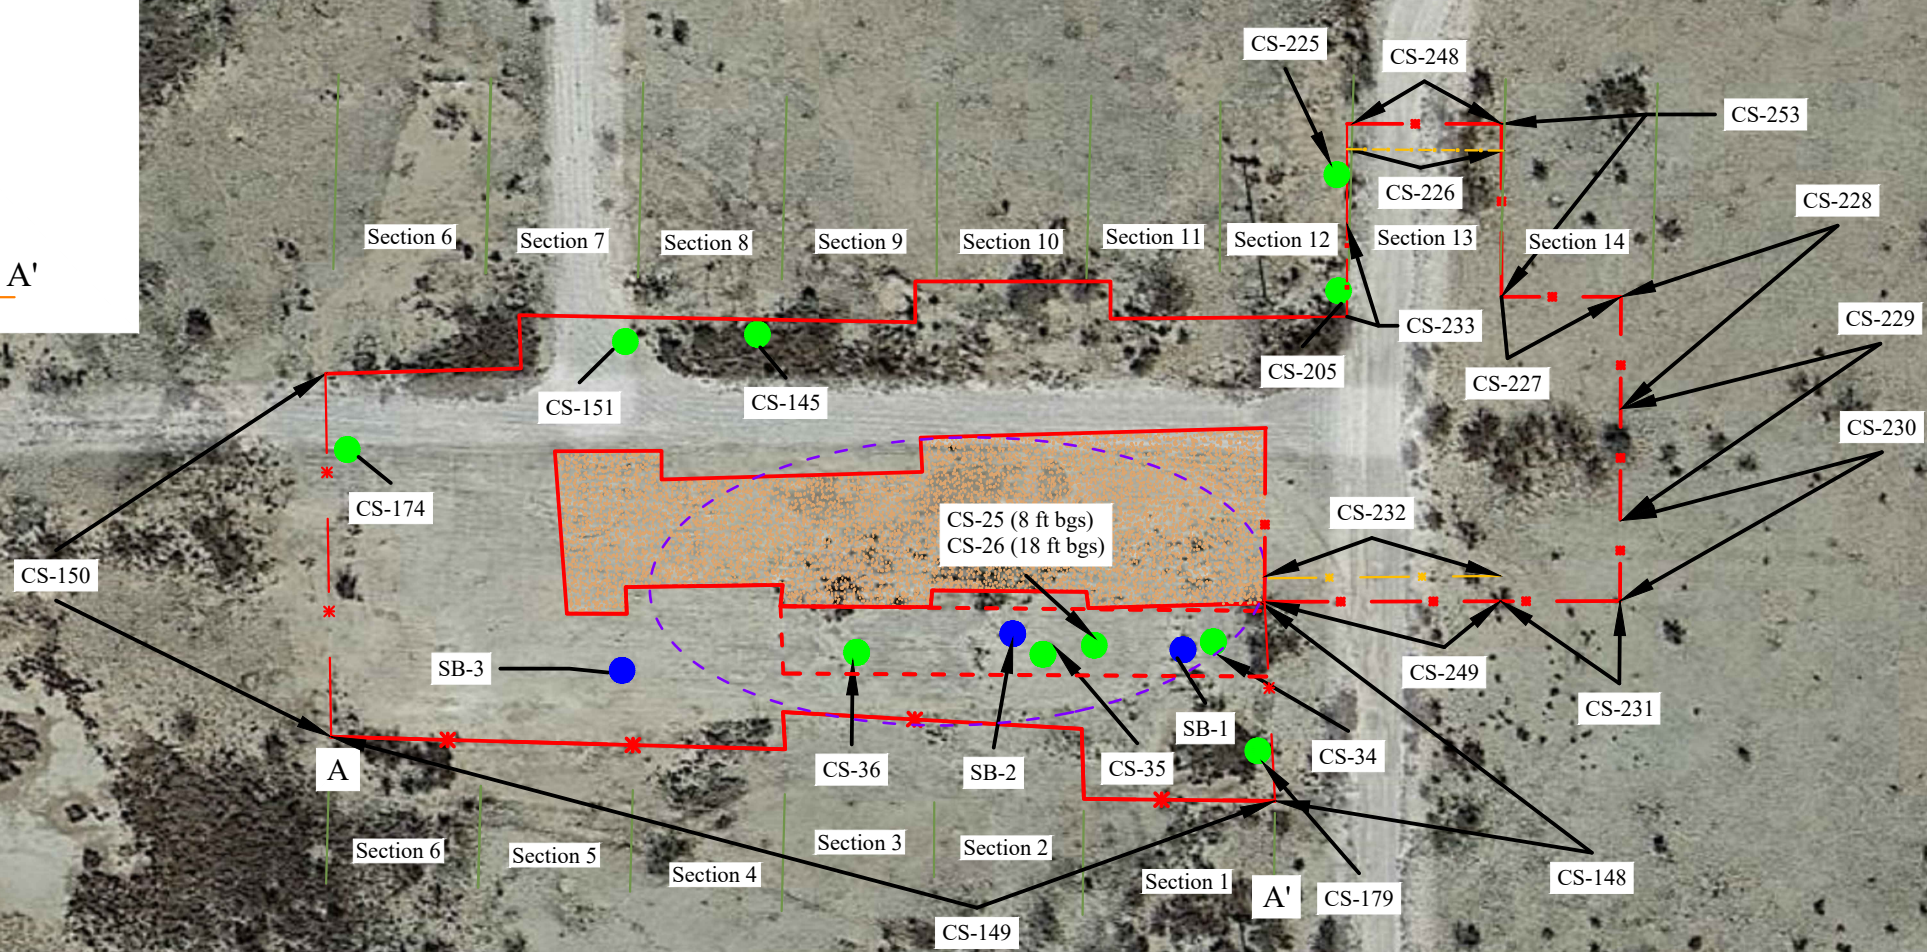 CS-225
CS-248
CS-253
CS-226
CS-228
A'
Section 6
Section 7
Section 8
Section 9
Section 10
Section 11
Section 12
Section 13
Section 14
CS-233
CS-229
CS-205
CS-227
CS-151
CS-145
CS-230
CS-174
CS-25 (8 ft bgs)
CS-26 (18 ft bgs)
CS-232
CS-150
SB-3
CS-249
CS-231
SB-1
CS-34
A
CS-36
SB-2
CS-35
Section 6
Section 5
Section 4
Section 3
Section 2
Section 1
A'
CS-179
CS-148
CS-149